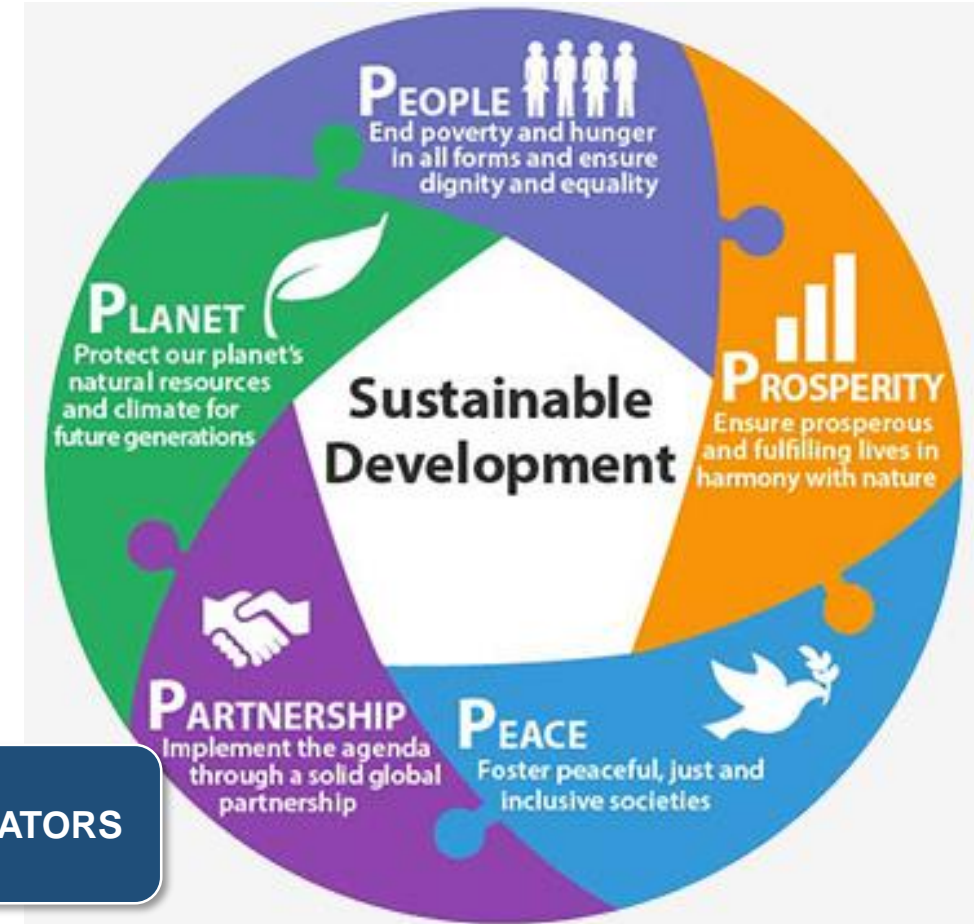 PEOPLE
End poverty and hunger
in all forms and ensure
dignity and equality
PLANET
Protect our planet's
natural resources
and climate for
future generations
Sustainable
Development
PROSPERITY
Ensure prosperous
and fulfilling lives in
harmony with nature
PARTNERSHIP
Implement the agenda
through a solid global
partnership
PEACE
Foster peaceful, just and
inclusive societies
ATORS